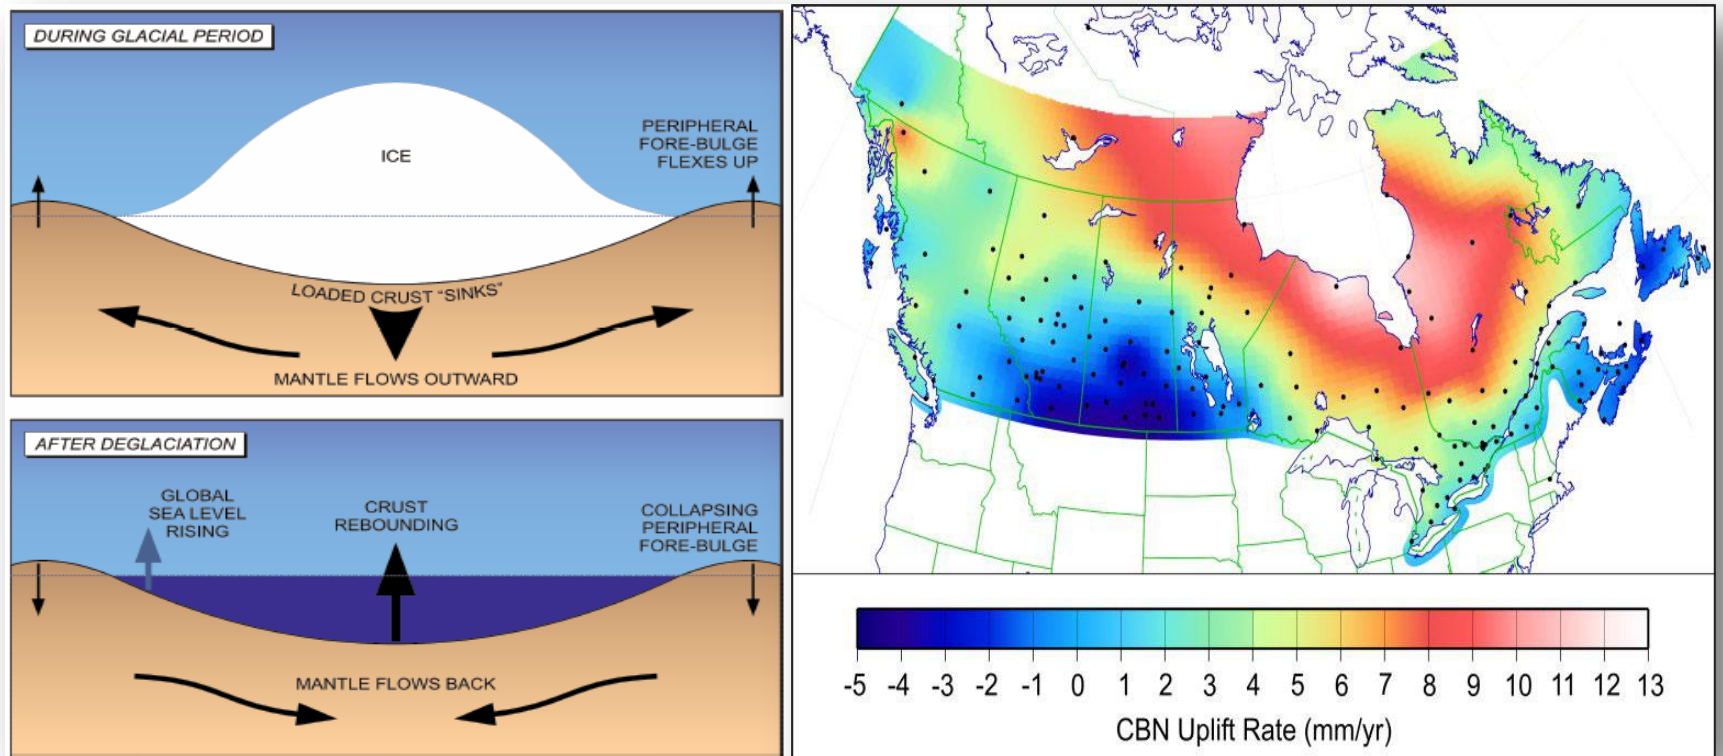 DURING GLACIAL PERIOD
PERIPHERAL
FORE-BULGE
FLEXES UP
ICE
LOADED CRUST "SINKS"
MANTLE FLOWS OUTWARD
AFTER DEGLACIATION
GLOBAL
SEA LEVEL
RISING
CRUST
REBOUNDING
COLLAPSING
PERIPHERAL
FORE-BULGE
MANTLE FLOWS BACK
-5 -4 -3 -2 -1 0 1 2 3 4 5 6 7 8 9 10 11 12 13
CBN Uplift Rate (mm/yr)